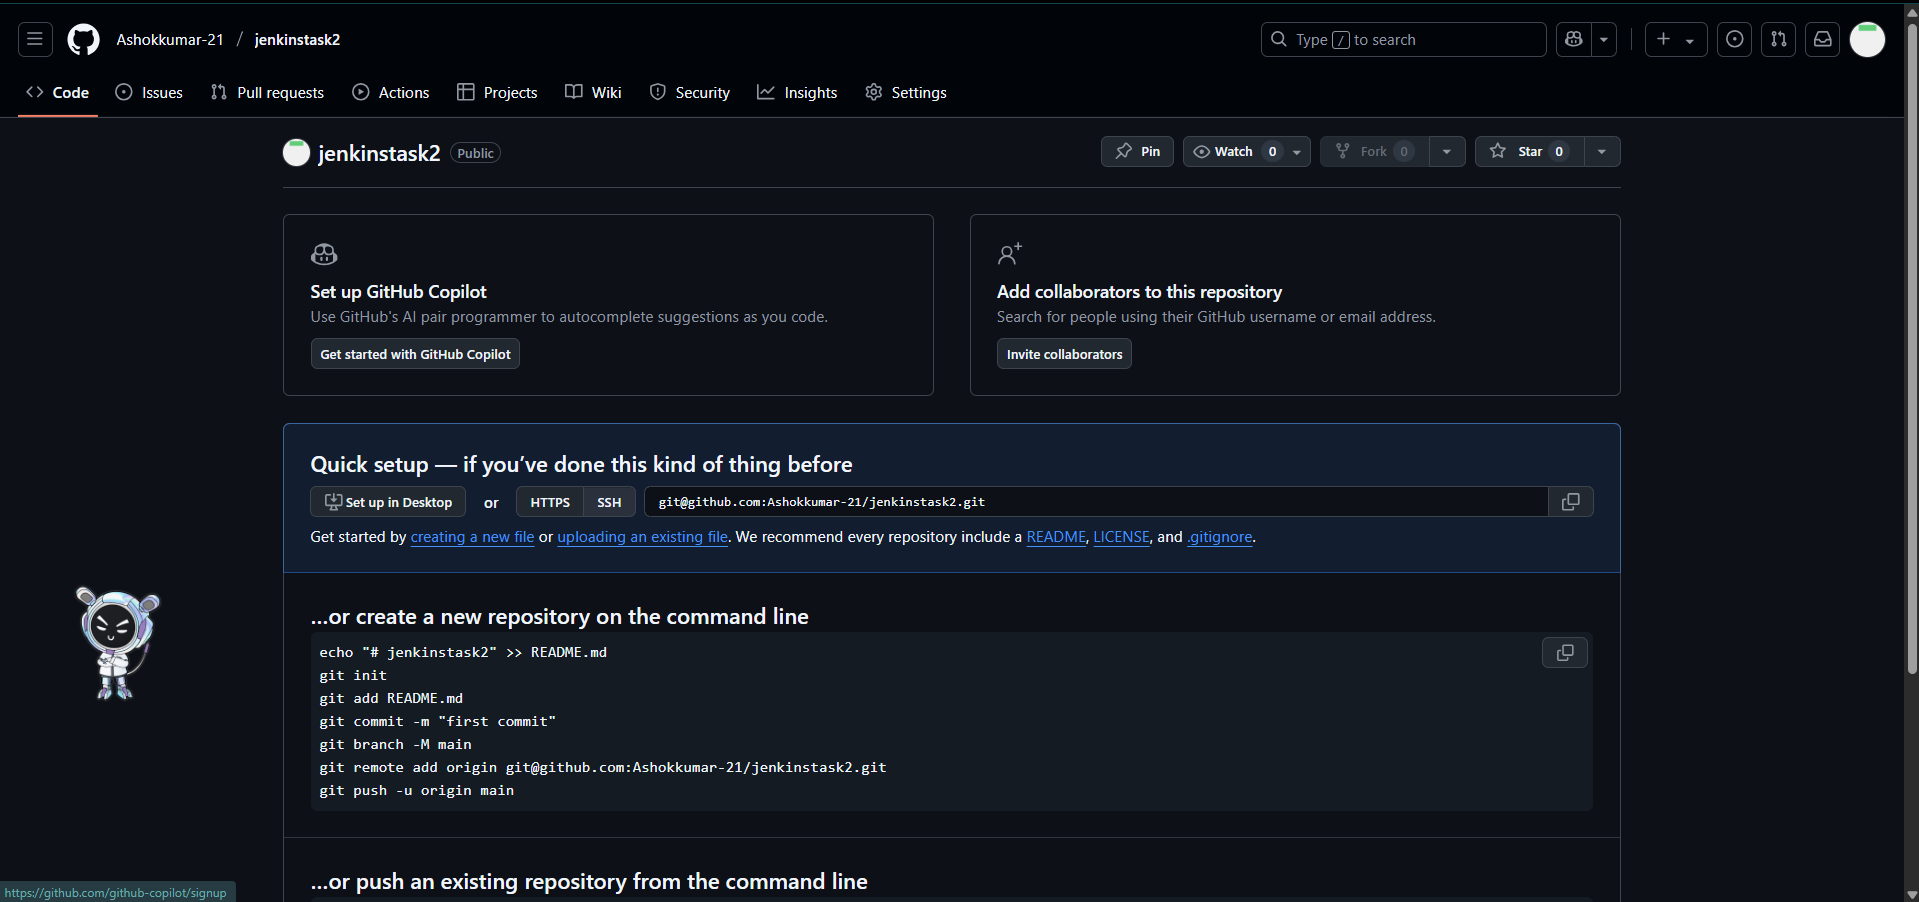 Ashokkumar-21 / jenkinstask2
Type / to search
Code Issues Pull requests Actions Projects Wiki Security Insights Settings
jenkinstask2 Public
Pin Watch 0 Fork 0 Star 0
Set up GitHub Copilot
Use GitHub's AI pair programmer to autocomplete suggestions as you code.
Get started with GitHub Copilot
Add collaborators to this repository
Search for people using their GitHub username or email address.
Invite collaborators
Quick setup — if you’ve done this kind of thing before
Set up in Desktop or HTTPS SSH git@github.com:Ashokkumar-21/jenkinstask2.git
Get started by creating a new file or uploading an existing file. We recommend every repository include a README, LICENSE, and .gitignore.
…or create a new repository on the command line
echo "# jenkinstask2" >> README.md
git init
git add README.md
git commit -m "first commit"
git branch -M main
git remote add origin git@github.com:Ashokkumar-21/jenkinstask2.git
git push -u origin main
…or push an existing repository from the command line
https://github.com/github-copilot/signup